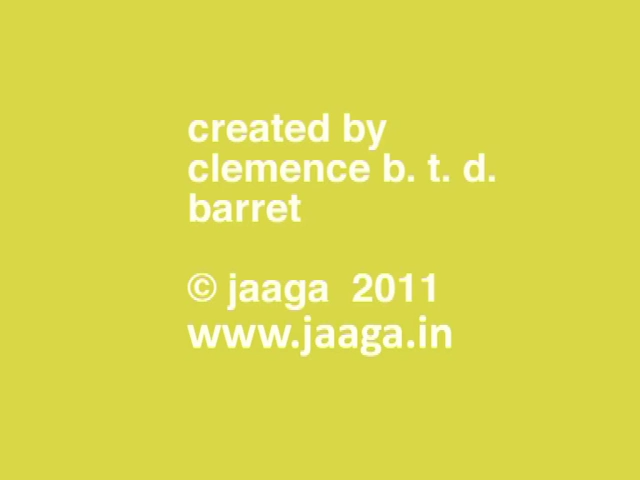 created by
clemence b. t. d.
barret
© jaaga 2011
www.jaaga.in